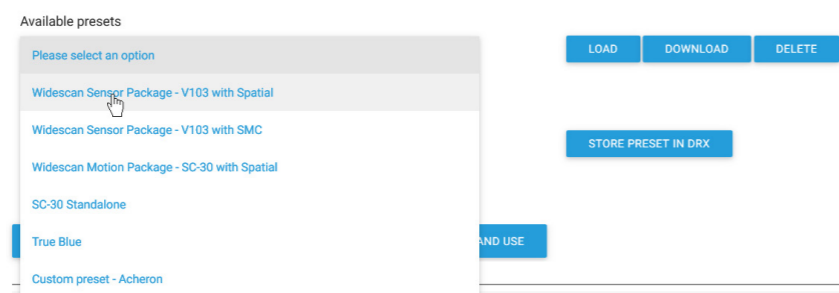 Available presets
Please select an option
LOAD
DOWNLOAD
DELETE
Widescan Sensor Package - V103 with Spatial
Widescan Sensor Package - V103 with SMC
STORE PRESET IN DRX
Widescan Motion Package - SC-30 with Spatial
SC-30 Standalone
True Blue
AND USE
Custom preset - Acheron